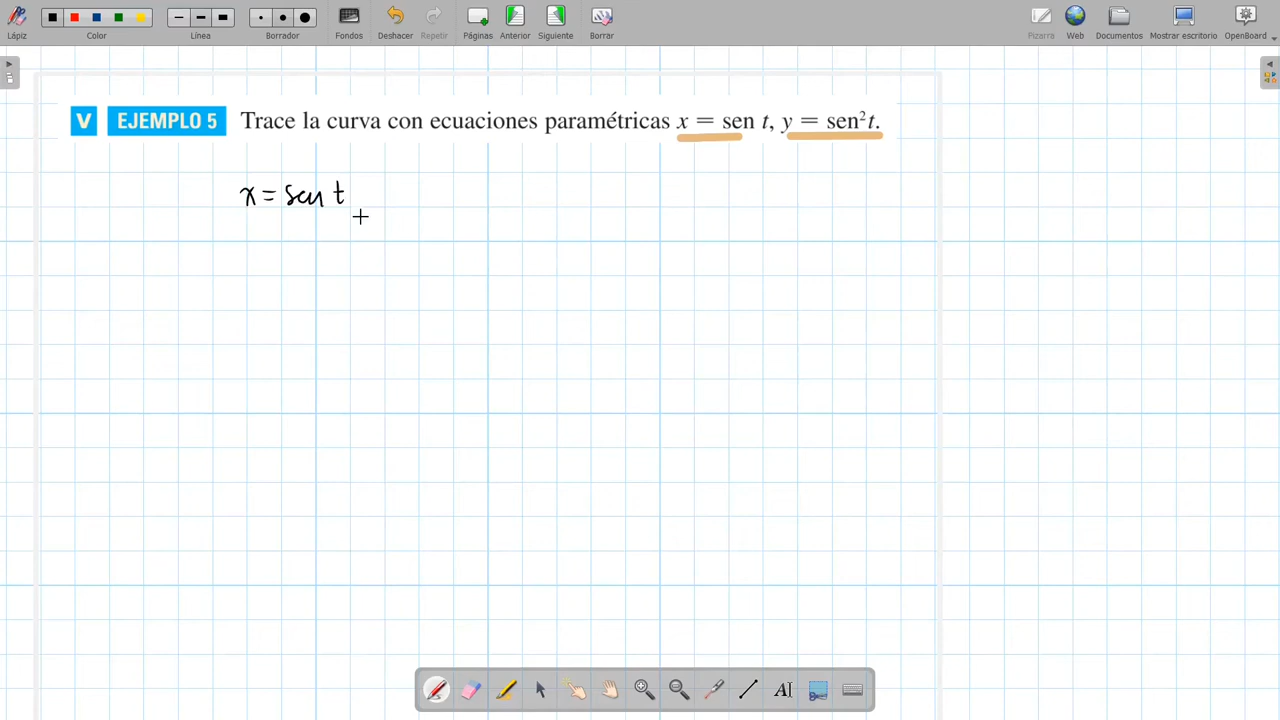 Lápiz Color Línea Borrador Fondos Deshacer Repetir Páginas Anterior Siguiente Borrar Pizarra Web Documentos Mostrar escritorio OpenBoard
V EJEMPLO 5 Trace la curva con ecuaciones paramétricas x = sen t, y = sen²t.
x = sen t
AI